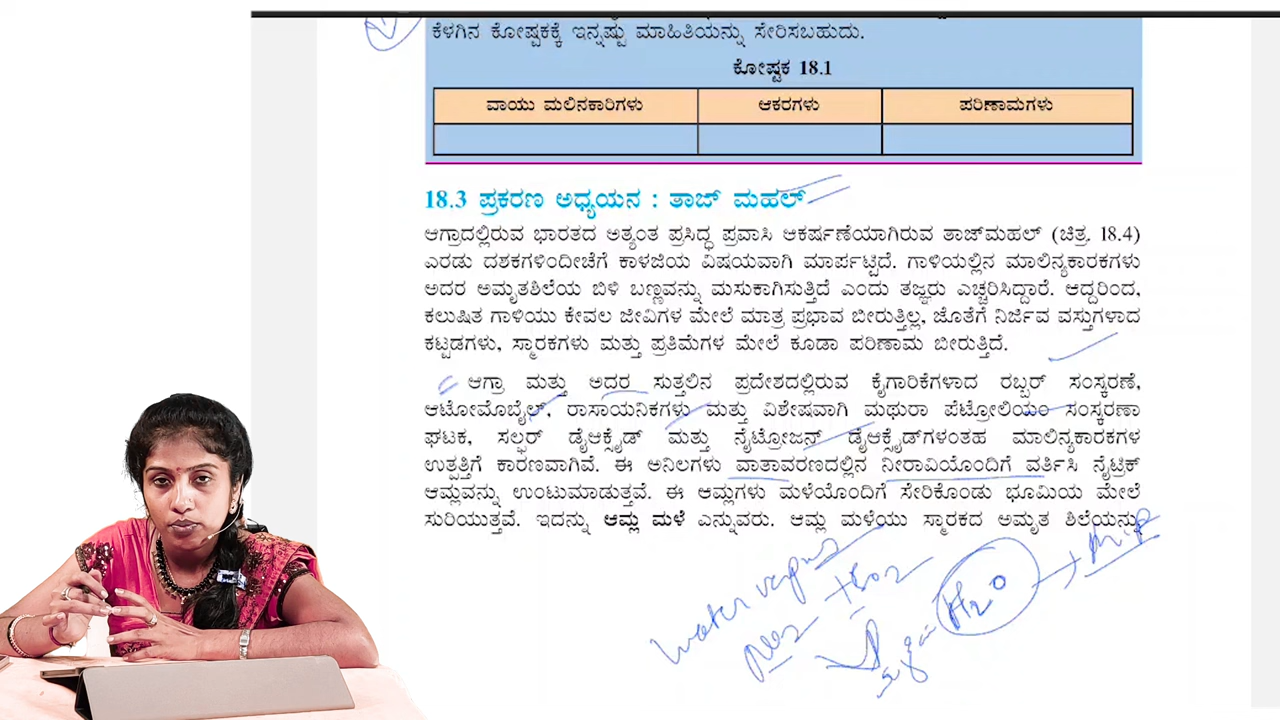 ಕೆಳಗಿನ ಕೋಷ್ಟಕಕ್ಕೆ ಇನ್ನಷ್ಟು ಮಾಹಿತಿಯನ್ನು ಸೇರಿಸಬಹುದು.
ಕೋಷ್ಟಕ 18.1
ವಾಯು ಮಲಿನಕಾರಿಗಳು ಆಕರಗಳು ಪರಿಣಾಮಗಳು
18.3 ಪ್ರಕರಣ ಅಧ್ಯಯನ : ತಾಜ್ ಮಹಲ್
ಆಗ್ರಾದಲ್ಲಿರುವ ಭಾರತದ ಅತ್ಯಂತ ಪ್ರಸಿದ್ಧ ಪ್ರವಾಸಿ ಆಕರ್ಷಣೆಯಾಗಿರುವ ತಾಜ್‌ಮಹಲ್ (ಚಿತ್ರ. 18.4)
ಎರಡು ದಶಕಗಳಿಂದೀಚೆಗೆ ಕಾಳಜಿಯ ವಿಷಯವಾಗಿ ಮಾರ್ಪಟ್ಟಿದೆ. ಗಾಳಿಯಲ್ಲಿನ ಮಾಲಿನ್ಯಕಾರಕಗಳು
ಅದರ ಅಮೃತಶಿಲೆಯ ಬಿಳಿ ಬಣ್ಣವನ್ನು ಮಸುಕಾಗಿಸುತ್ತಿದೆ ಎಂದು ತಜ್ಞರು ಎಚ್ಚರಿಸಿದ್ದಾರೆ. ಆದ್ದರಿಂದ,
ಕಲುಷಿತ ಗಾಳಿಯು ಕೇವಲ ಜೀವಿಗಳ ಮೇಲೆ ಮಾತ್ರ ಪ್ರಭಾವ ಬೀರುತ್ತಿಲ್ಲ, ಜೊತೆಗೆ ನಿರ್ಜಿವ ವಸ್ತುಗಳಾದ
ಕಟ್ಟಡಗಳು, ಸ್ಮಾರಕಗಳು ಮತ್ತು ಪ್ರತಿಮೆಗಳ ಮೇಲೆ ಕೂಡಾ ಪರಿಣಾಮ ಬೀರುತ್ತಿದೆ.
ಆಗ್ರಾ ಮತ್ತು ಅದರ ಸುತ್ತಲಿನ ಪ್ರದೇಶದಲ್ಲಿರುವ ಕೈಗಾರಿಕೆಗಳಾದ ರಬ್ಬರ್ ಸಂಸ್ಕರಣೆ,
ಆಟೋಮೊಬೈಲ್, ರಾಸಾಯನಿಕಗಳು ಮತ್ತು ವಿಶೇಷವಾಗಿ ಮಥುರಾ ಪೆಟ್ರೋಲಿಯಂ ಸಂಸ್ಕರಣಾ
ಘಟಕ, ಸಲ್ಫರ್ ಡೈಆಕ್ಸೈಡ್ ಮತ್ತು ನೈಟ್ರೋಜನ್ ಡೈಆಕ್ಸೈಡ್‌ಗಳಂತಹ ಮಾಲಿನ್ಯಕಾರಕಗಳ
ಉತ್ಪತ್ತಿಗೆ ಕಾರಣವಾಗಿವೆ. ಈ ಅನಿಲಗಳು ವಾತಾವರಣದಲ್ಲಿನ ನೀರಾವಿಯೊಂದಿಗೆ ವರ್ತಿಸಿ ನೈಟ್ರಿಕ್
ಆಮ್ಲವನ್ನು ಉಂಟುಮಾಡುತ್ತವೆ. ಈ ಆಮ್ಲಗಳು ಮಳೆಯೊಂದಿಗೆ ಸೇರಿಕೊಂಡು ಭೂಮಿಯ ಮೇಲೆ
ಸುರಿಯುತ್ತವೆ. ಇದನ್ನು ಆಮ್ಲ ಮಳೆ ಎನ್ನುವರು. ಆಮ್ಲ ಮಳೆಯು ಸ್ಮಾರಕದ ಅಮೃತ ಶಿಲೆಯನ್ನು
water
H2O